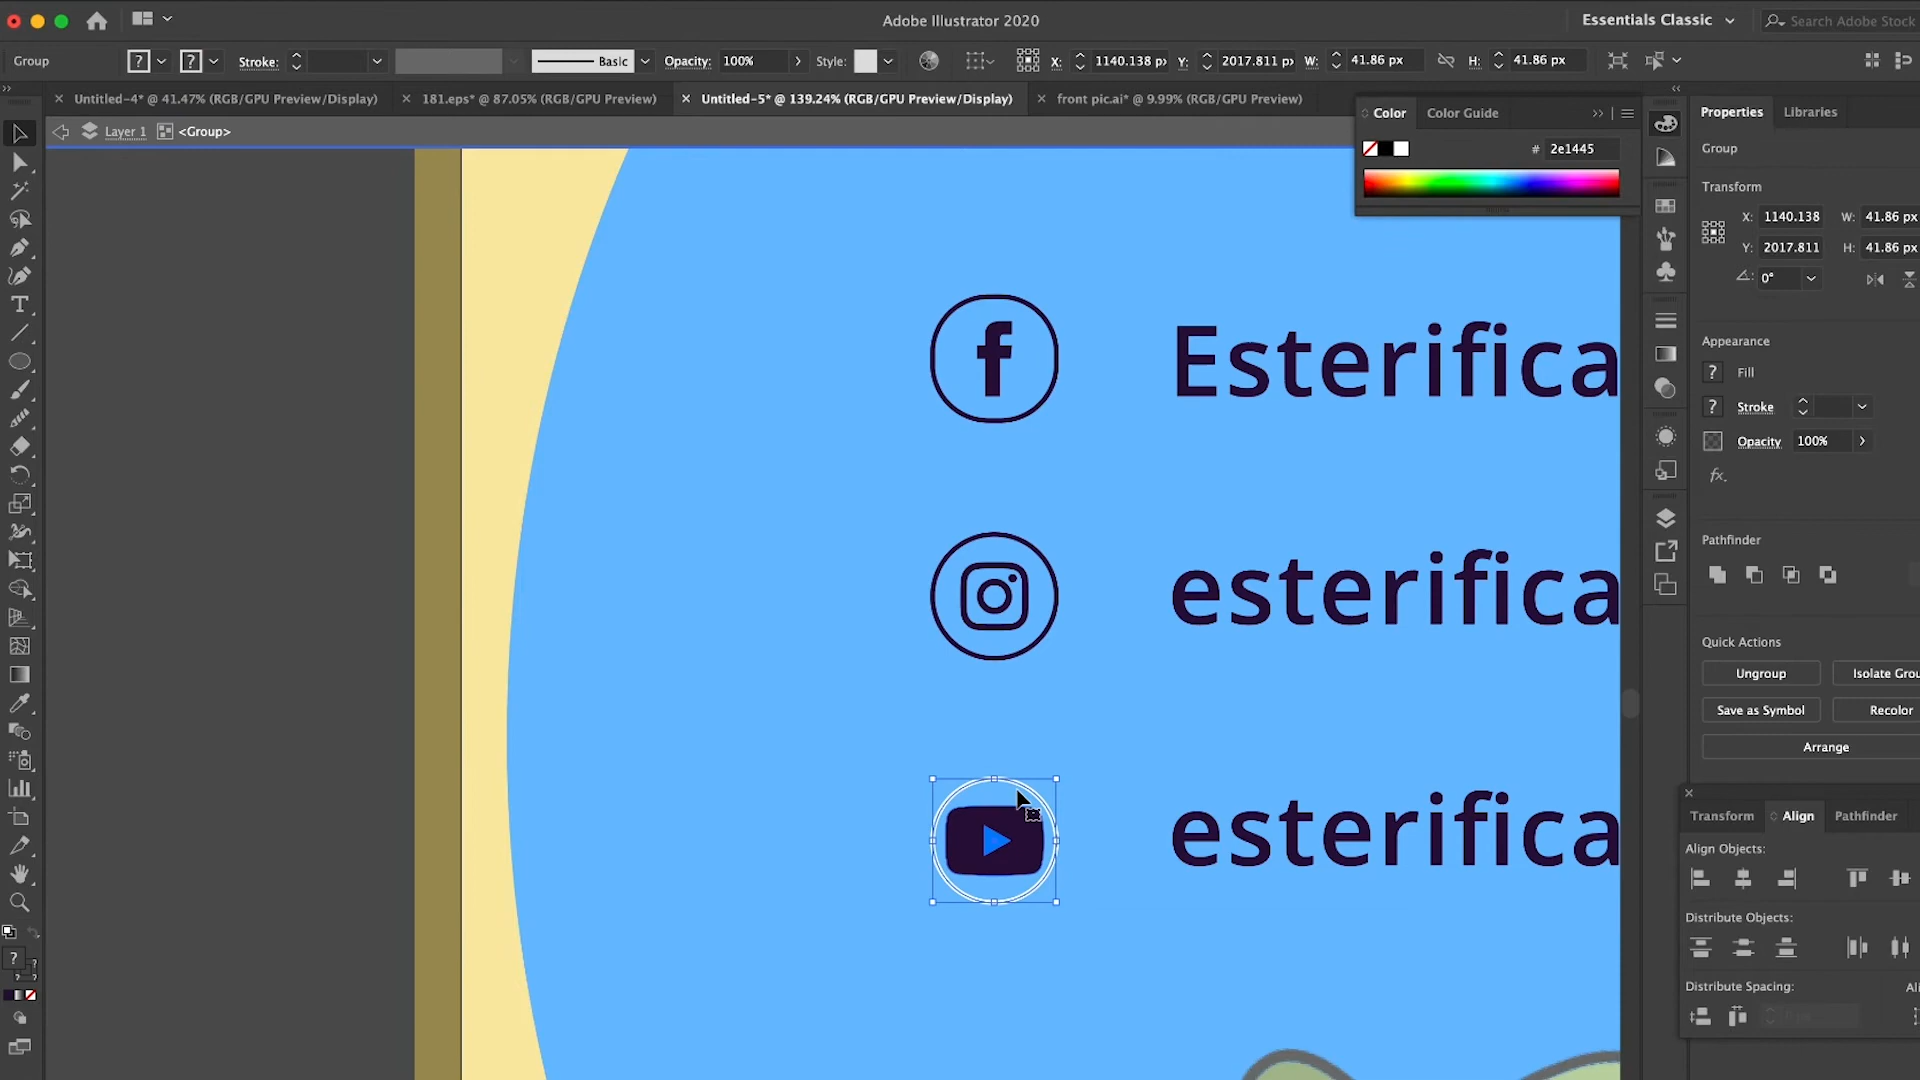 Adobe Illustrator 2020
Essentials Classic
Search Adobe Stock
Group
Stroke:
Basic
Opacity: 100%
Style:
X: 1140.138 px
Y: 2017.811 px
W: 41.86 px
H: 41.86 px
Untitled-4* @ 41.47% (RGB/GPU Preview/Display)
181.eps* @ 87.05% (RGB/GPU Preview)
Untitled-5* @ 139.24% (RGB/GPU Preview/Display)
front pic.ai* @ 9.99% (RGB/GPU Preview)
Layer 1
<Group>
Color
Color Guide
# 2e1445
Properties
Libraries
Group
Transform
X: 1140.138
W: 41.86 px
Y: 2017.811
H: 41.86 px
0°
Appearance
? Fill
? Stroke
Opacity 100%
fx.
Pathfinder
Quick Actions
Ungroup
Isolate Grou
Save as Symbol
Recolor
Arrange
Transform
Align
Pathfinder
Align Objects:
Distribute Objects:
Distribute Spacing:
Ali
Esterifica
esterifica
esterifica